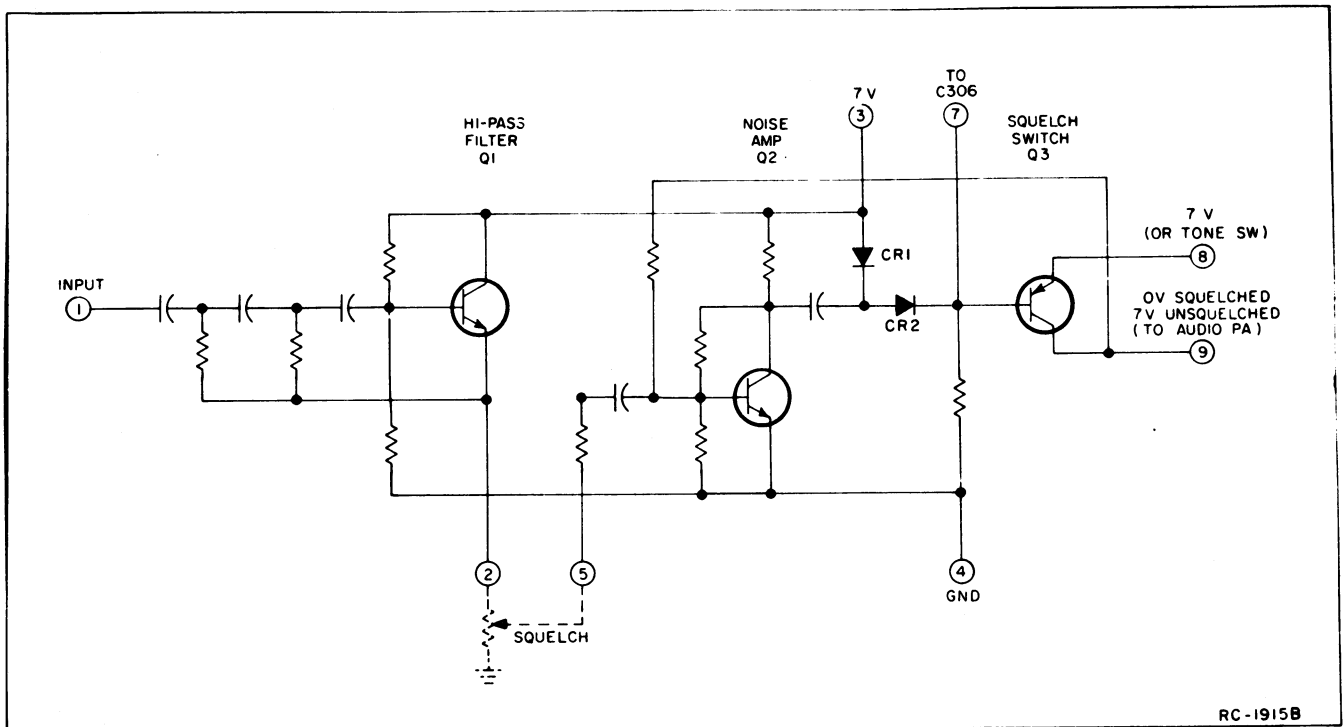 7 V
3
TO
C306
7
HI-PASS
FILTER
Q1
NOISE
AMP
Q2
SQUELCH
SWITCH
Q3
7 V
(OR TONE SW)
8
CR1
INPUT
1
CR2
0V SQUELCHED
7V UNSQUELCHED
(TO AUDIO PA)
9
2
5
4
GND
SQUELCH
RC-1915B